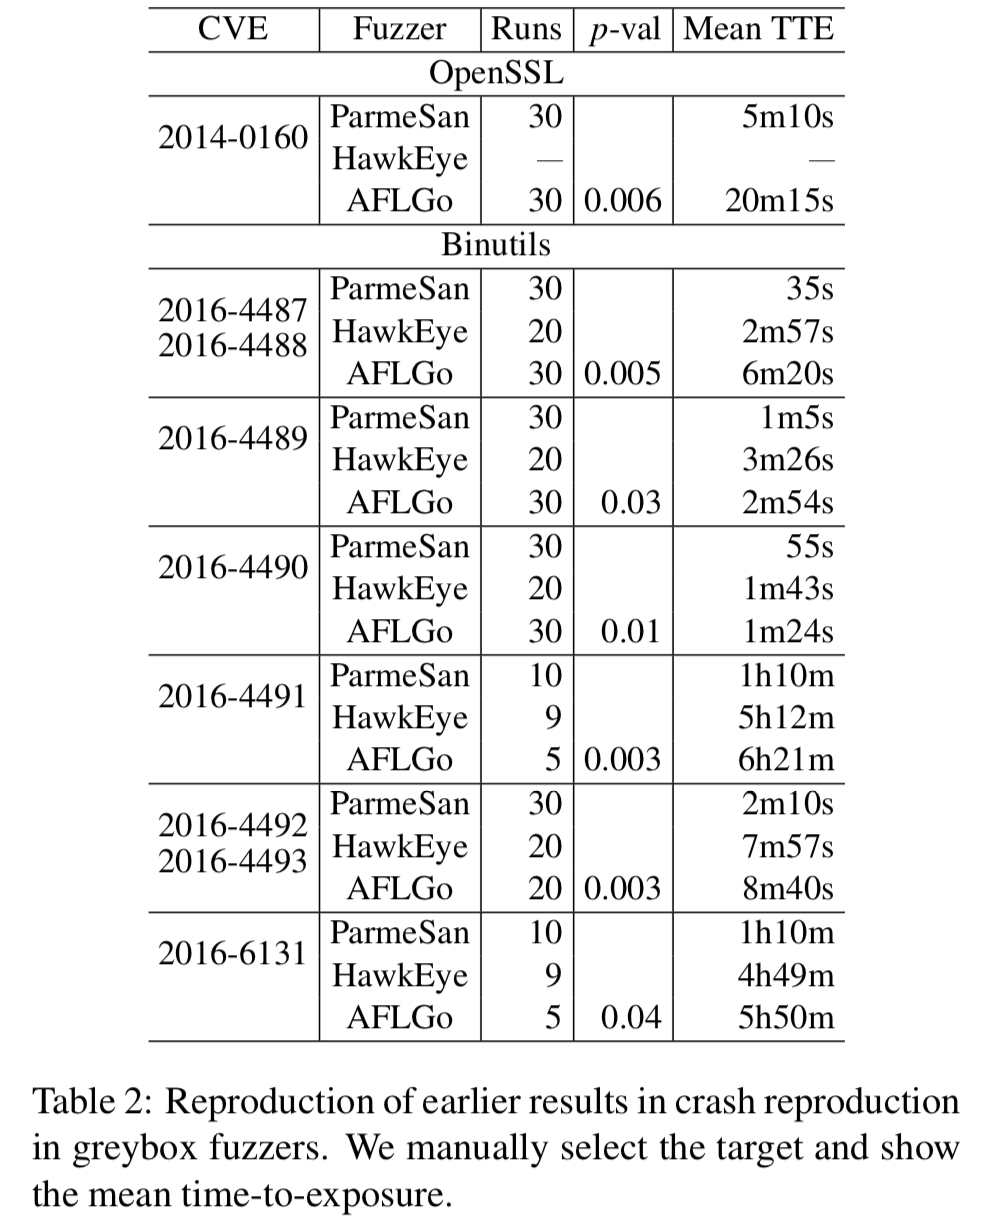 CVE Fuzzer Runs p-val Mean TTE
OpenSSL
2014-0160
ParmeSan 30 5m10s
HawkEye — —
AFLGo 30 0.006 20m15s
Binutils
2016-4487
2016-4488
ParmeSan 30 35s
HawkEye 20 2m57s
AFLGo 30 0.005 6m20s
2016-4489
ParmeSan 30 1m5s
HawkEye 20 3m26s
AFLGo 30 0.03 2m54s
2016-4490
ParmeSan 30 55s
HawkEye 20 1m43s
AFLGo 30 0.01 1m24s
2016-4491
ParmeSan 10 1h10m
HawkEye 9 5h12m
AFLGo 5 0.003 6h21m
2016-4492
2016-4493
ParmeSan 30 2m10s
HawkEye 20 7m57s
AFLGo 20 0.003 8m40s
2016-6131
ParmeSan 10 1h10m
HawkEye 9 4h49m
AFLGo 5 0.04 5h50m
Table 2: Reproduction of earlier results in crash reproduction
in greybox fuzzers. We manually select the target and show
the mean time-to-exposure.